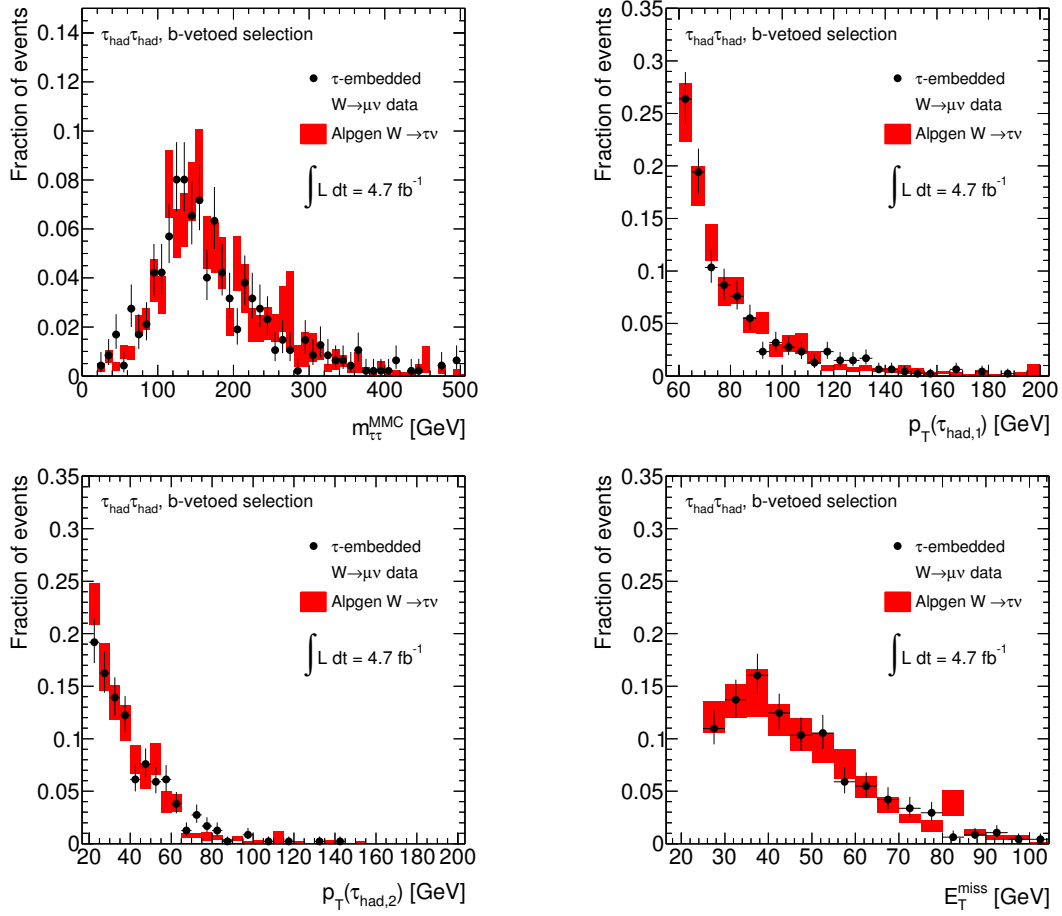 Fraction of events
0.14
0.12
0.1
0.08
0.06
0.04
0.02
0
τhadτhad, b-vetoed selection
τ-embedded
W→μν data
Alpgen W →τν
∫ L dt = 4.7 fb⁻¹
0 100 200 300 400 500
mττ^MMC [GeV]
Fraction of events
0.35
0.3
0.25
0.2
0.15
0.1
0.05
0
τhadτhad, b-vetoed selection
τ-embedded
W→μν data
Alpgen W →τν
∫ L dt = 4.7 fb⁻¹
60 80 100 120 140 160 180 200
p_T(τhad,1) [GeV]
Fraction of events
0.35
0.3
0.25
0.2
0.15
0.1
0.05
0
τhadτhad, b-vetoed selection
τ-embedded
W→μν data
Alpgen W →τν
∫ L dt = 4.7 fb⁻¹
20 40 60 80 100 120 140 160 180 200
p_T(τhad,2) [GeV]
Fraction of events
0.35
0.3
0.25
0.2
0.15
0.1
0.05
0
τhadτhad, b-vetoed selection
τ-embedded
W→μν data
Alpgen W →τν
∫ L dt = 4.7 fb⁻¹
20 30 40 50 60 70 80 90 100
E_T^miss [GeV]